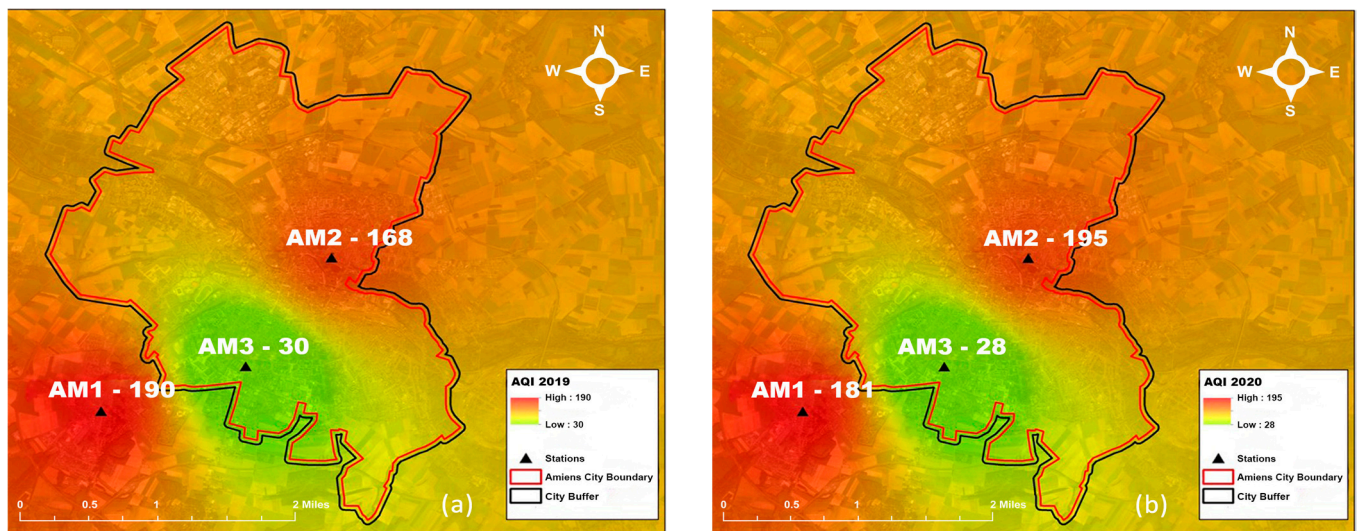 N
W E
S
AM2 - 168
AM3 - 30
AM1 - 190
AQI 2019
High : 190
Low : 30
Stations
Amiens City Boundary
City Buffer
0 0.5 1 2 Miles
(a)
N
W E
S
AM2 - 195
AM3 - 28
AM1 - 181
AQI 2020
High : 195
Low : 28
Stations
Amiens City Boundary
City Buffer
0 0.5 1 2 Miles
(b)